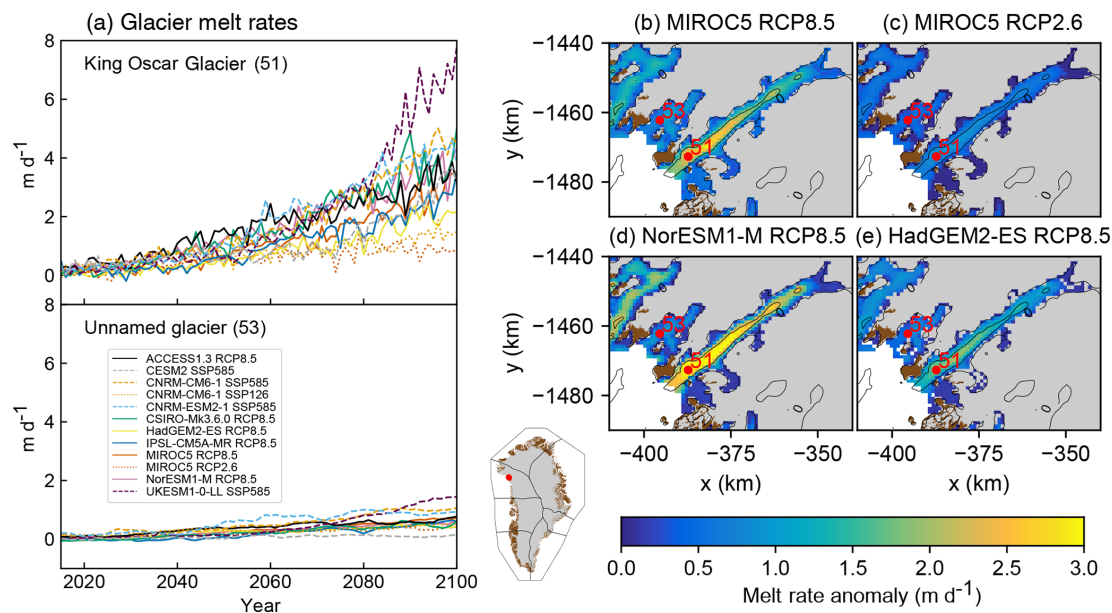 (a) Glacier melt rates
8
King Oscar Glacier (51)
6
m d⁻¹
4
2
0
8
Unnamed glacier (53)
6
ACCESS1.3 RCP8.5
CESM2 SSP585
CNRM-CM6-1 SSP585
CNRM-CM6-1 SSP126
CNRM-ESM2-1 SSP585
CSIRO-Mk3.6.0 RCP8.5
HadGEM2-ES RCP8.5
IPSL-CM5A-MR RCP8.5
MIROC5 RCP8.5
MIROC5 RCP2.6
NorESM1-M RCP8.5
UKESM1-0-LL SSP585
m d⁻¹
4
2
0
2020 2040 2060 2080 2100
Year
(b) MIROC5 RCP8.5
(c) MIROC5 RCP2.6
−1440
−1460
−1480
y (km)
53
51
53
51
(d) NorESM1-M RCP8.5
(e) HadGEM2-ES RCP8.5
−1440
−1460
−1480
y (km)
53
51
53
51
−400 −350
−400 −350
x (km)
x (km)
0.0 0.5 1.0 1.5 2.0 2.5 3.0
Melt rate anomaly (m d⁻¹)